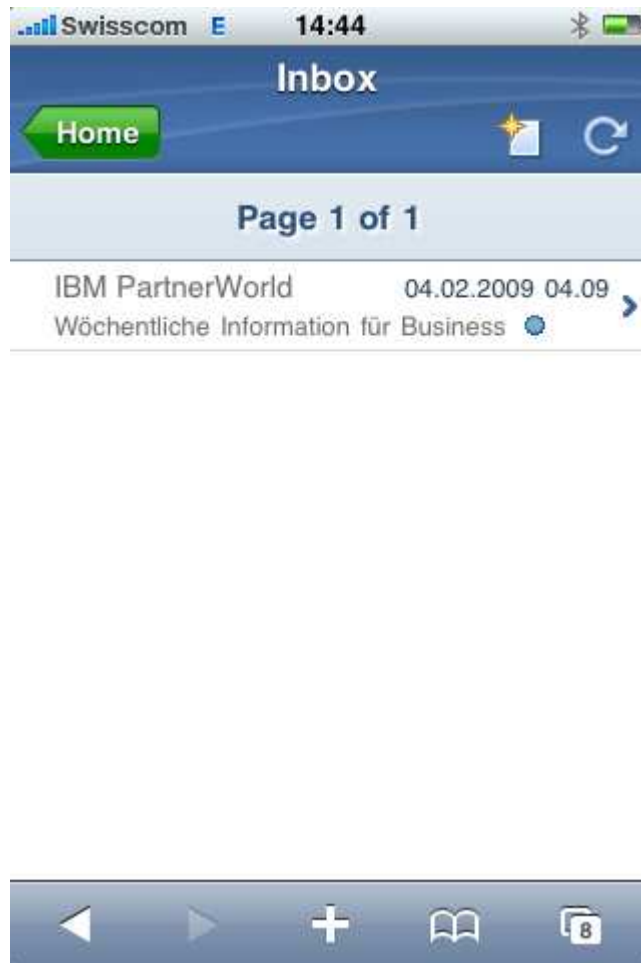 Swisscom E 14:44
Inbox
Home
Page 1 of 1
IBM PartnerWorld 04.02.2009 04.09
Wöchentliche Information für Business
8